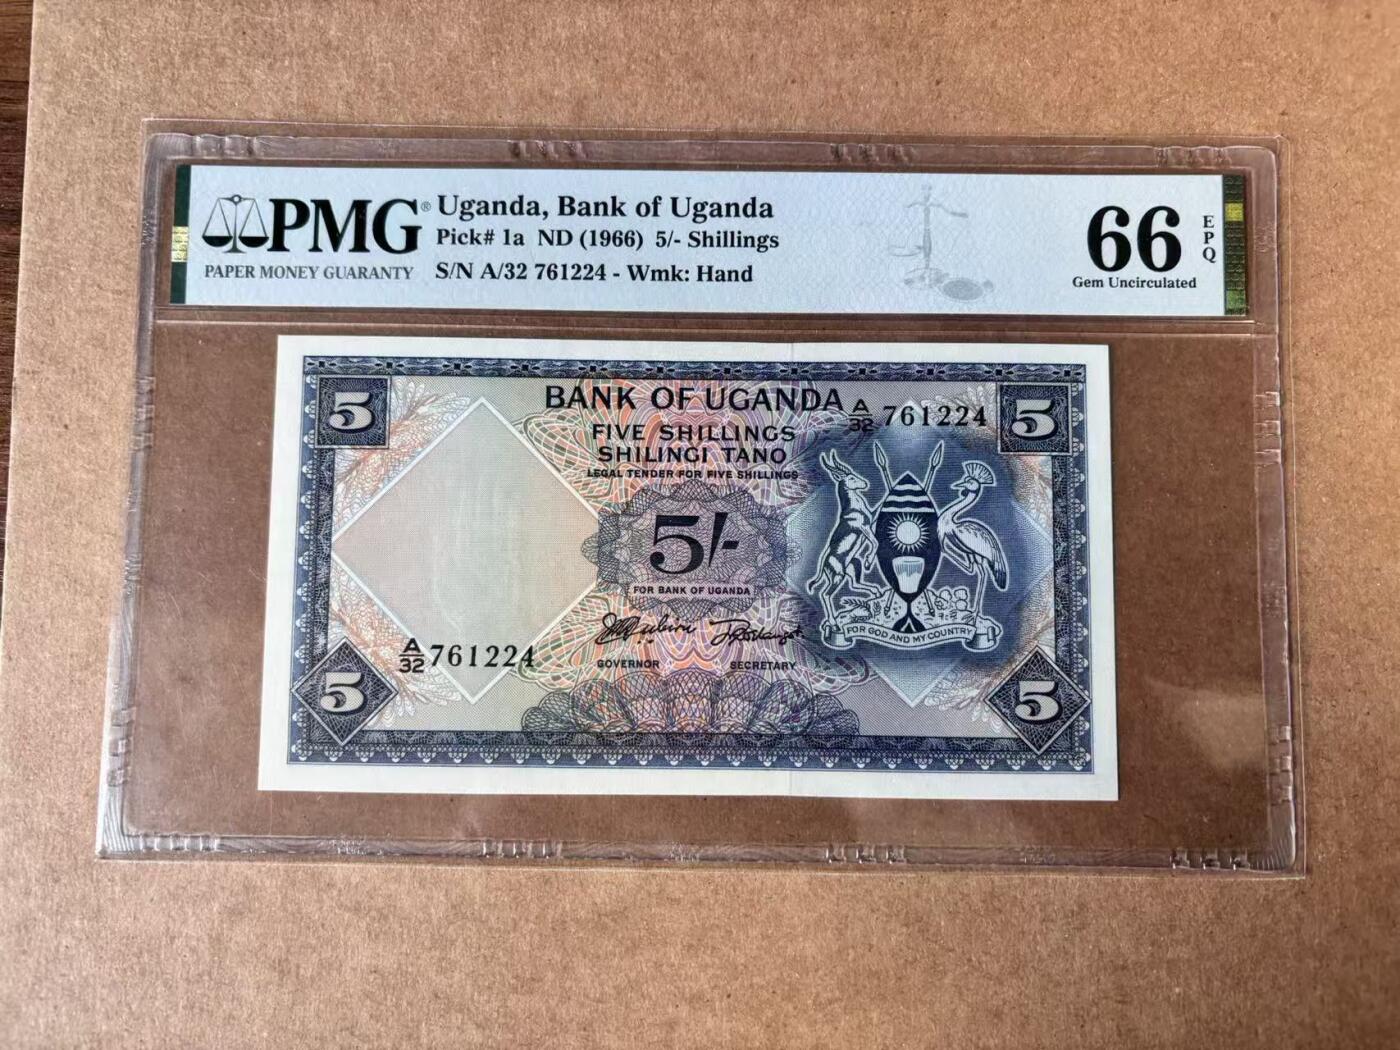 PMG®
PAPER MONEY GUARANTY
Uganda, Bank of Uganda
Pick# 1a ND (1966) 5/- Shillings
S/N A/32 761224 - Wmk: Hand
66
EPQ
Gem Uncirculated
5
BANK OF UGANDA
A/32 761224
5
FIVE SHILLINGS
SHILINGI TANO
LEGAL TENDER FOR FIVE SHILLINGS
5/-
FOR BANK OF UGANDA
FOR GOD AND MY COUNTRY
A/32 761224
GOVERNOR SECRETARY
5
5